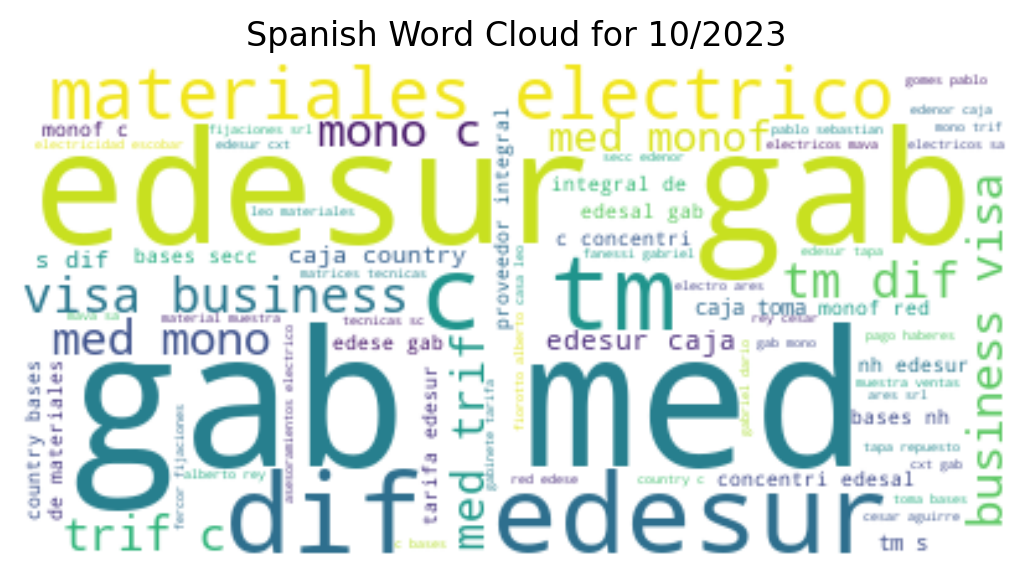 Spanish Word Cloud for 10/2023
materiales electrico
gomes pablo
edenor caja
monof c
fijaciones srl
mono c
med monof
pablo sebastian
mono trif
electricidad escobar
edesur cxt
electricos mava
electricos sa
edesur gab
secc edenor
integral de
leo materiales
edesal gab
proveedor integral
business visa
s dif
bases secc
caja country
c concentri
fanessi gabriel
edesur tapa
matrices tecnicas
visa business
c tm
electro ares
tm dif
caja toma
monof red
mava sa
material muestra
tecnicas sc
rey cesar
med mono
edese gab
edesur caja
gab mono
pago haberes
gab med
nh edesur
muestra ventas
ares srl
bases nh
country bases
de materiales
fercor fijaciones
asesoramientos electrico
tarifa edesur
med trif
gabinete tarifa
fiorotto alberto
casa leo
gabriel dario
alberto rey
red edese
country c
concentri edesal
tapa repuesto
cxt gab
toma bases
cesar aguirre
trif c
dif edesur
c bases
tm s